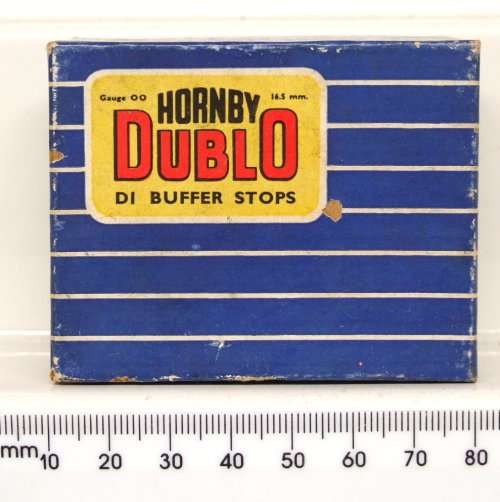 Gauge OO 16.5 mm.
HORNBY
DUBLO
DI BUFFER STOPS
mm 10 20 30 40 50 60 70 80